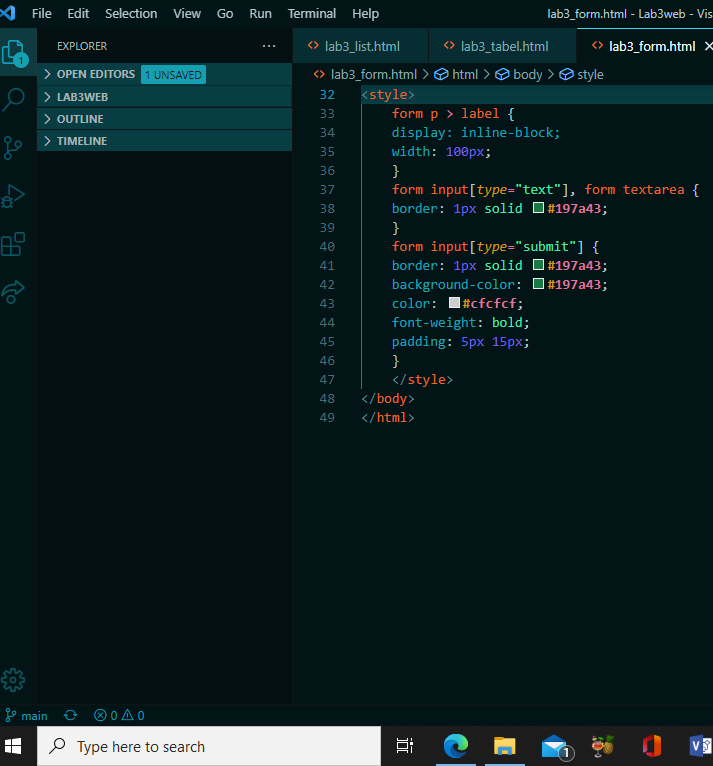 File Edit Selection View Go Run Terminal Help lab3_form.html - Lab3web - Vis
EXPLORER ···
OPEN EDITORS 1 UNSAVED
LAB3WEB
OUTLINE
TIMELINE
1
lab3_list.html lab3_tabel.html lab3_form.html
lab3_form.html > html > body > style
32 <style>
33 form p > label {
34 display: inline-block;
35 width: 100px;
36 }
37 form input[type="text"], form textarea {
38 border: 1px solid #197a43;
39 }
40 form input[type="submit"] {
41 border: 1px solid #197a43;
42 background-color: #197a43;
43 color: #cfcfcf;
44 font-weight: bold;
45 padding: 5px 15px;
46 }
47 </style>
48 </body>
49 </html>
main 0 0
Type here to search 1